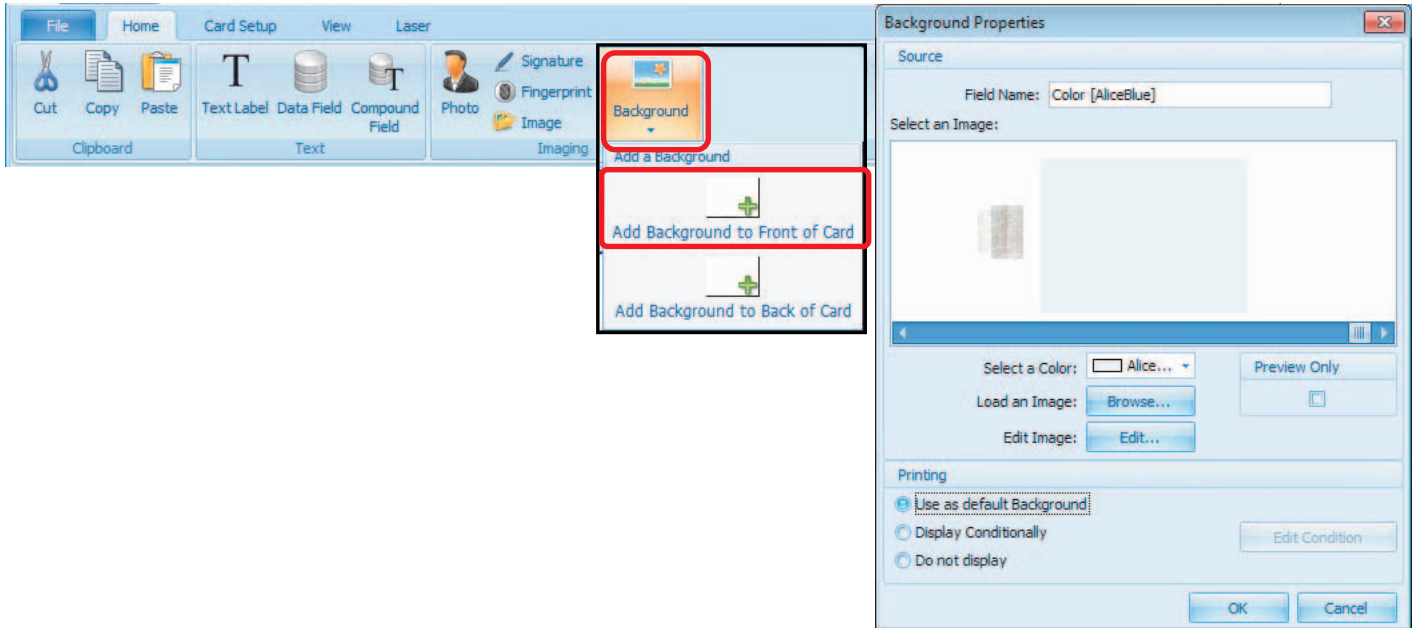 File Home Card Setup View Laser
Cut Copy Paste
Clipboard
T
Text Label Data Field Compound Field
T
Text
Photo
Signature
Fingerprint
Image
Imaging
Background
Add a Background
Add Background to Front of Card
Add Background to Back of Card
Background Properties
Source
Field Name: Color [AliceBlue]
Select an Image:
Select a Color: Alice...
Preview Only
Load an Image: Browse...
Edit Image: Edit...
Printing
Use as default Background
Display Conditionally
Edit Condition
Do not display
OK Cancel